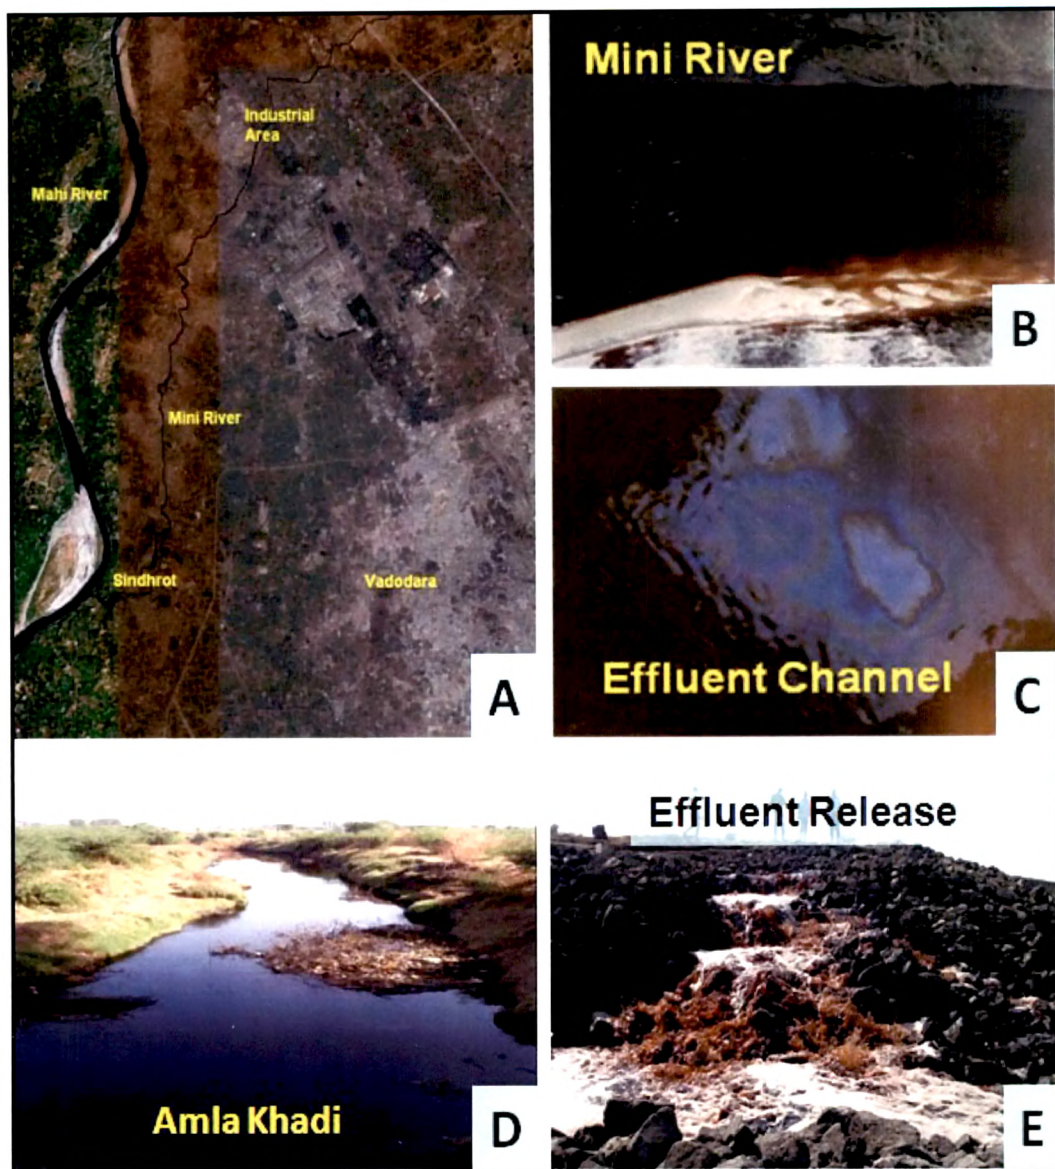 Industrial
Area
Mahi River
Mini River
Sindhrot
Vadodara
A
Mini River
B
Effluent Channel
C
Amla Khadi
D
Effluent Release
E